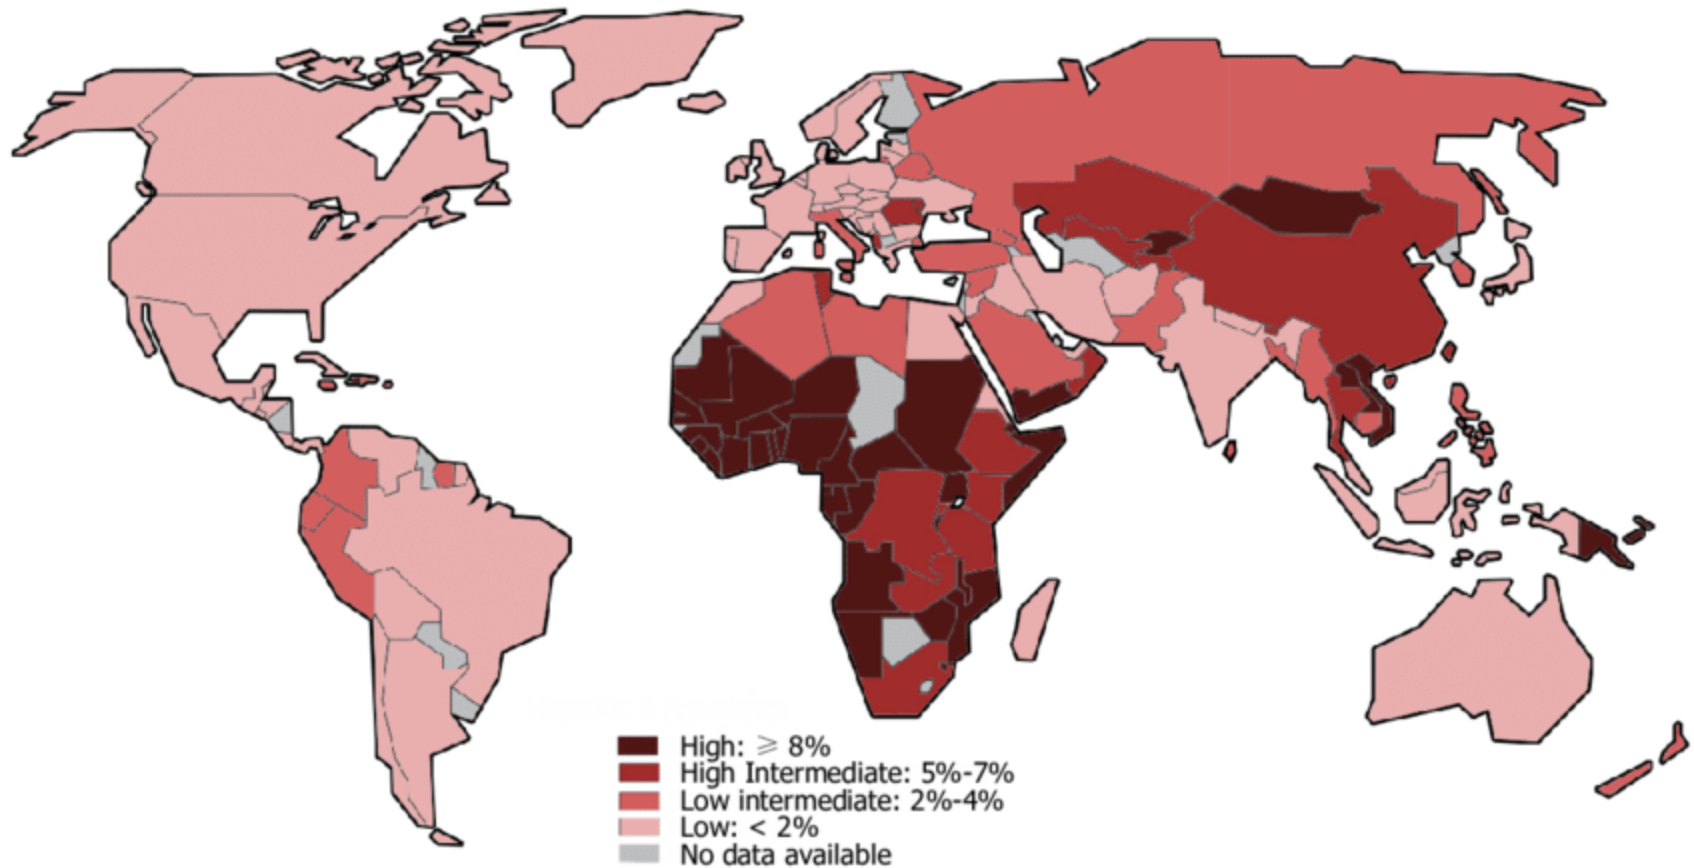 High: ⩾ 8%
High Intermediate: 5%-7%
Low intermediate: 2%-4%
Low: < 2%
No data available